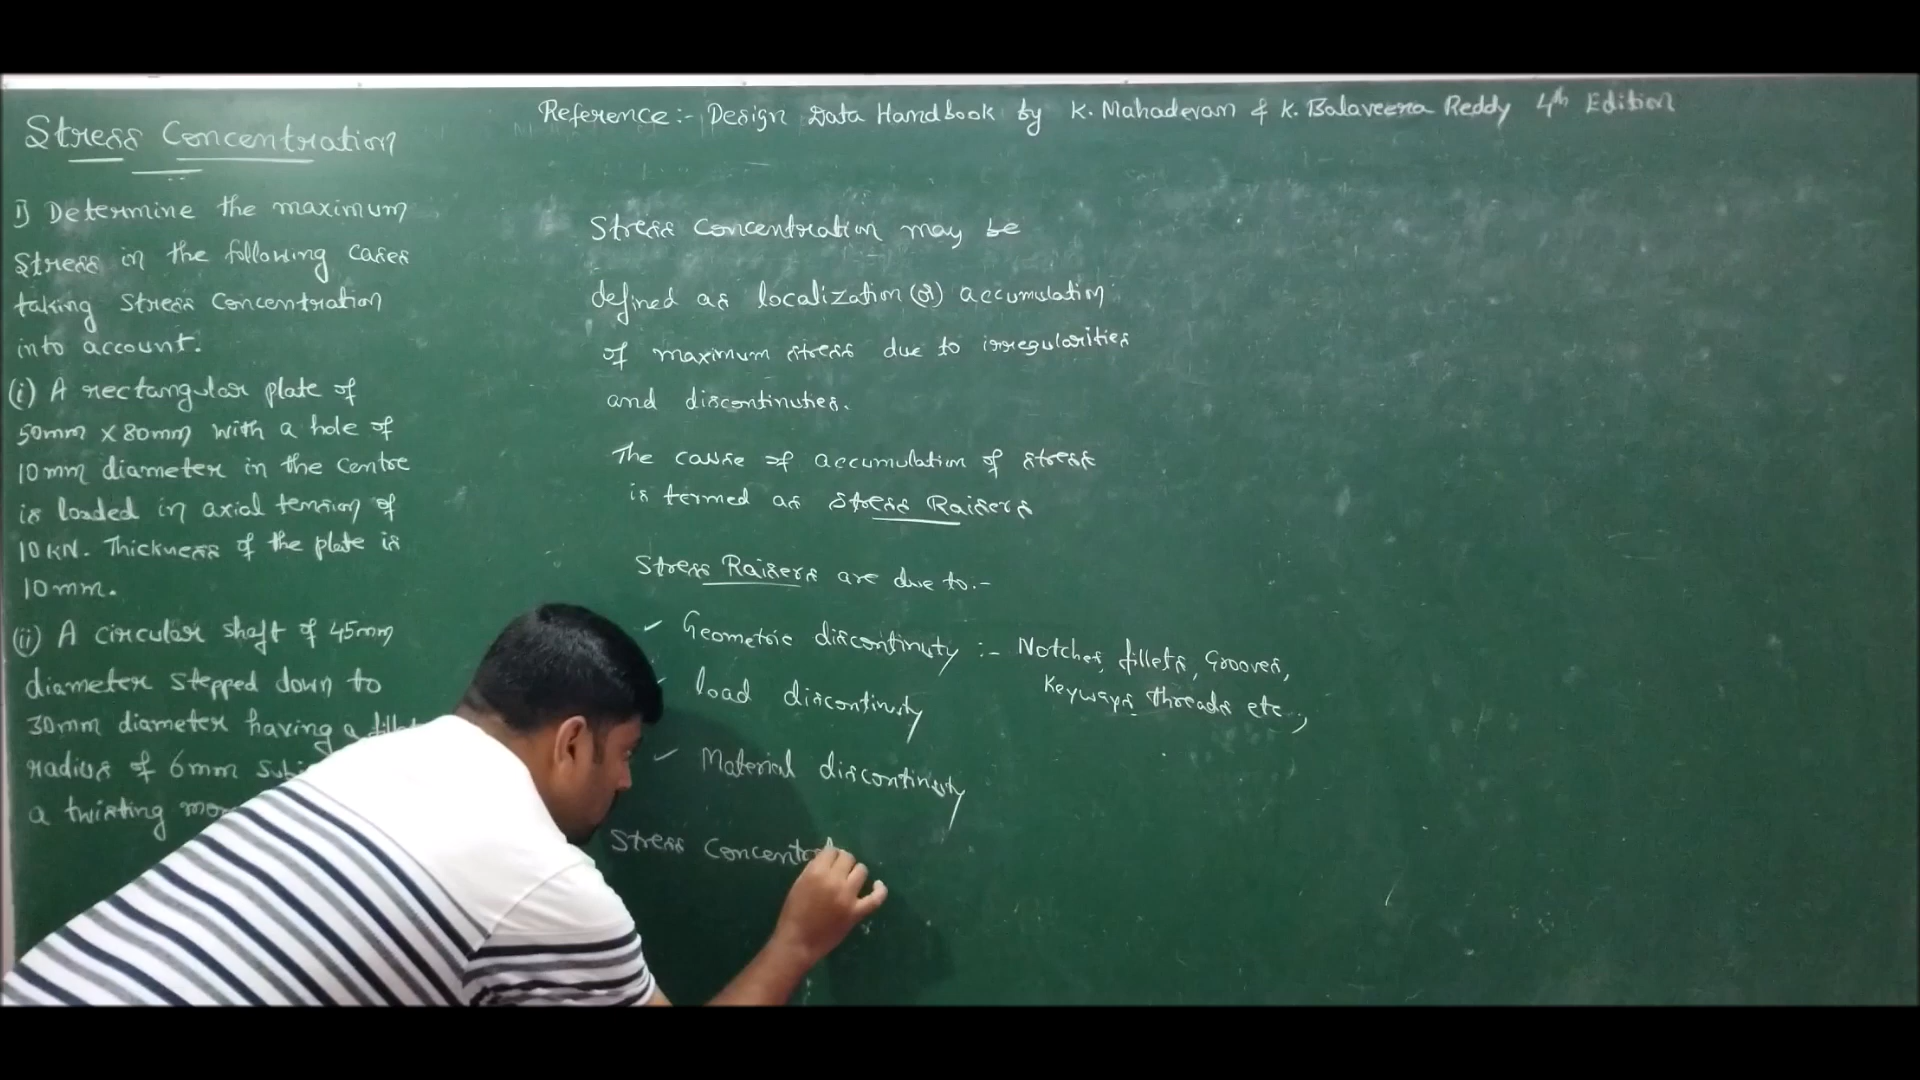 Stress Concentration
Reference:- Design Data Handbook by K. Mahadevan & K. Balaveera Reddy 4th Edition
1) Determine the maximum
stress in the following cases
taking stress concentration
into account.
(i) A rectangular plate of
50mm x 80mm with a hole of
10mm diameter in the centre
is loaded in axial tension of
10KN. Thickness of the plate is
10mm.
(ii) A circular shaft of 45mm
diameter stepped down to
30mm diameter having a
radius of 6mm
a twisting
Stress Concentration may be
defined as localization (or) accumulation
of maximum stress due to irregularities
and discontinuties.
The cause of accumulation of stress
is termed as Stress Raisers
Stress Raisers are due to:-
✓ Geometric discontinuty :- Notches, fillets, Grooves,
Keyways, threads etc.,
load discontinuty
✓ Material discontinuty
Stress